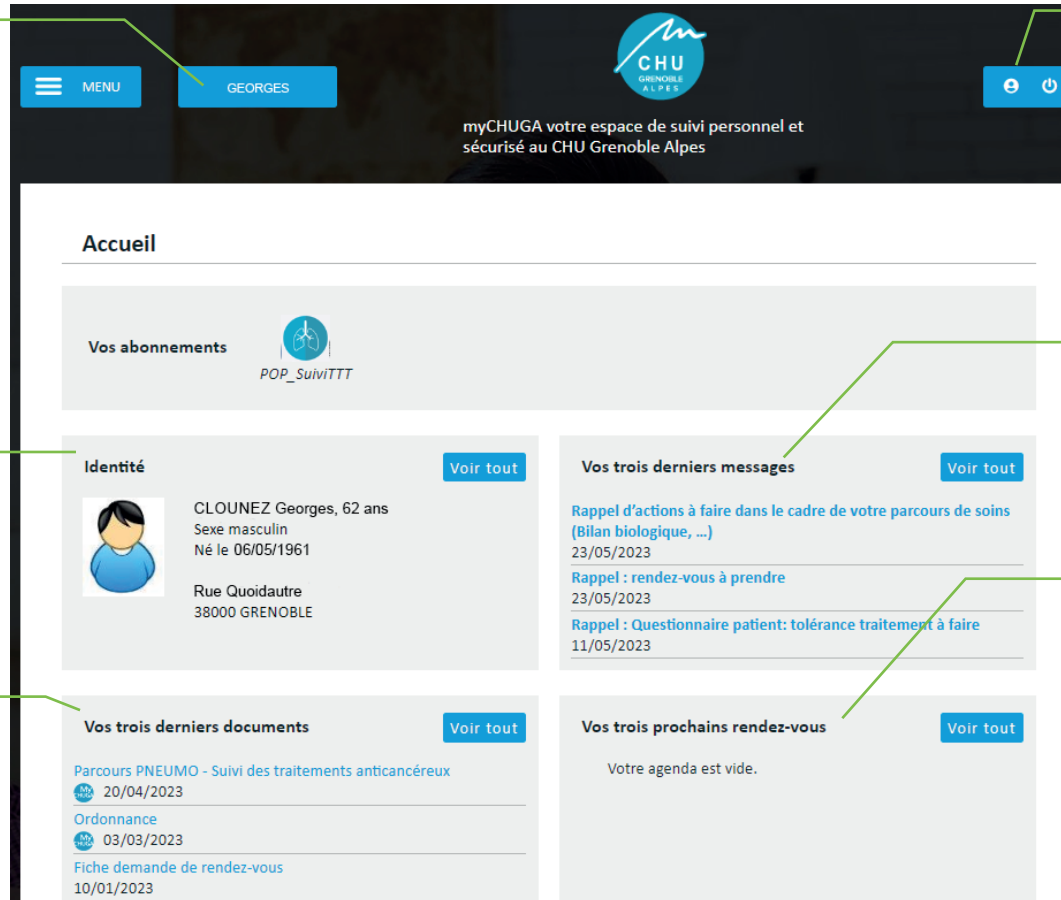 MENU
GEORGES
CHU
GRENOBLE
ALPES
myCHUGA votre espace de suivi personnel et
sécurisé au CHU Grenoble Alpes
Accueil
Vos abonnements
POP_SuiviTTT
Identité
Voir tout
CLOUNEZ Georges, 62 ans
Sexe masculin
Né le 06/05/1961
Rue Quoidautre
38000 GRENOBLE
Vos trois derniers messages
Voir tout
Rappel d'actions à faire dans le cadre de votre parcours de soins
(Bilan biologique, ...)
23/05/2023
Rappel : rendez-vous à prendre
23/05/2023
Rappel : Questionnaire patient: tolérance traitement à faire
11/05/2023
Vos trois derniers documents
Voir tout
Parcours PNEUMO - Suivi des traitements anticancéreux
My
CHUGA
20/04/2023
Ordonnance
My
CHUGA
03/03/2023
Fiche demande de rendez-vous
10/01/2023
Vos trois prochains rendez-vous
Voir tout
Votre agenda est vide.